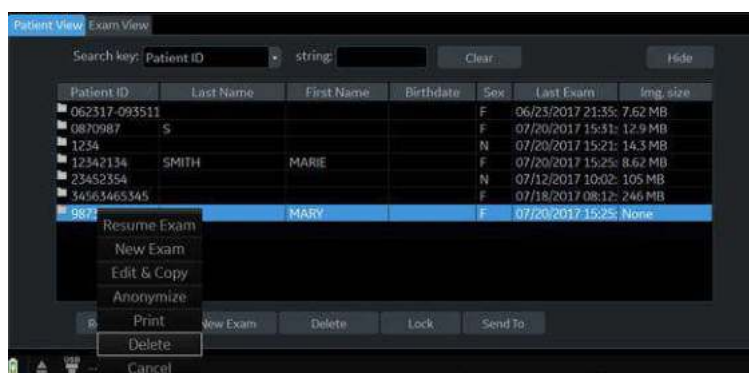 Patient View Exam View
Search key: Patient ID string: Clear Hide
Patient ID Last Name First Name Birthdate Sex Last Exam Img. size
062317-093511 F 06/23/2017 21:35: 7.62 MB
0870987 S F 07/20/2017 15:31: 12.9 MB
1234 N 07/20/2017 15:21: 14.3 MB
12342134 SMITH MARIE F 07/20/2017 15:25: 8.62 MB
23452354 N 07/12/2017 10:02: 105 MB
34563465345 F 07/18/2017 08:12: 246 MB
987 MARY F 07/20/2017 15:25: None
Resume Exam
New Exam
Edit & Copy
Anonymize
Print
R New Exam Delete Lock Send To
Delete
USB
Cancel